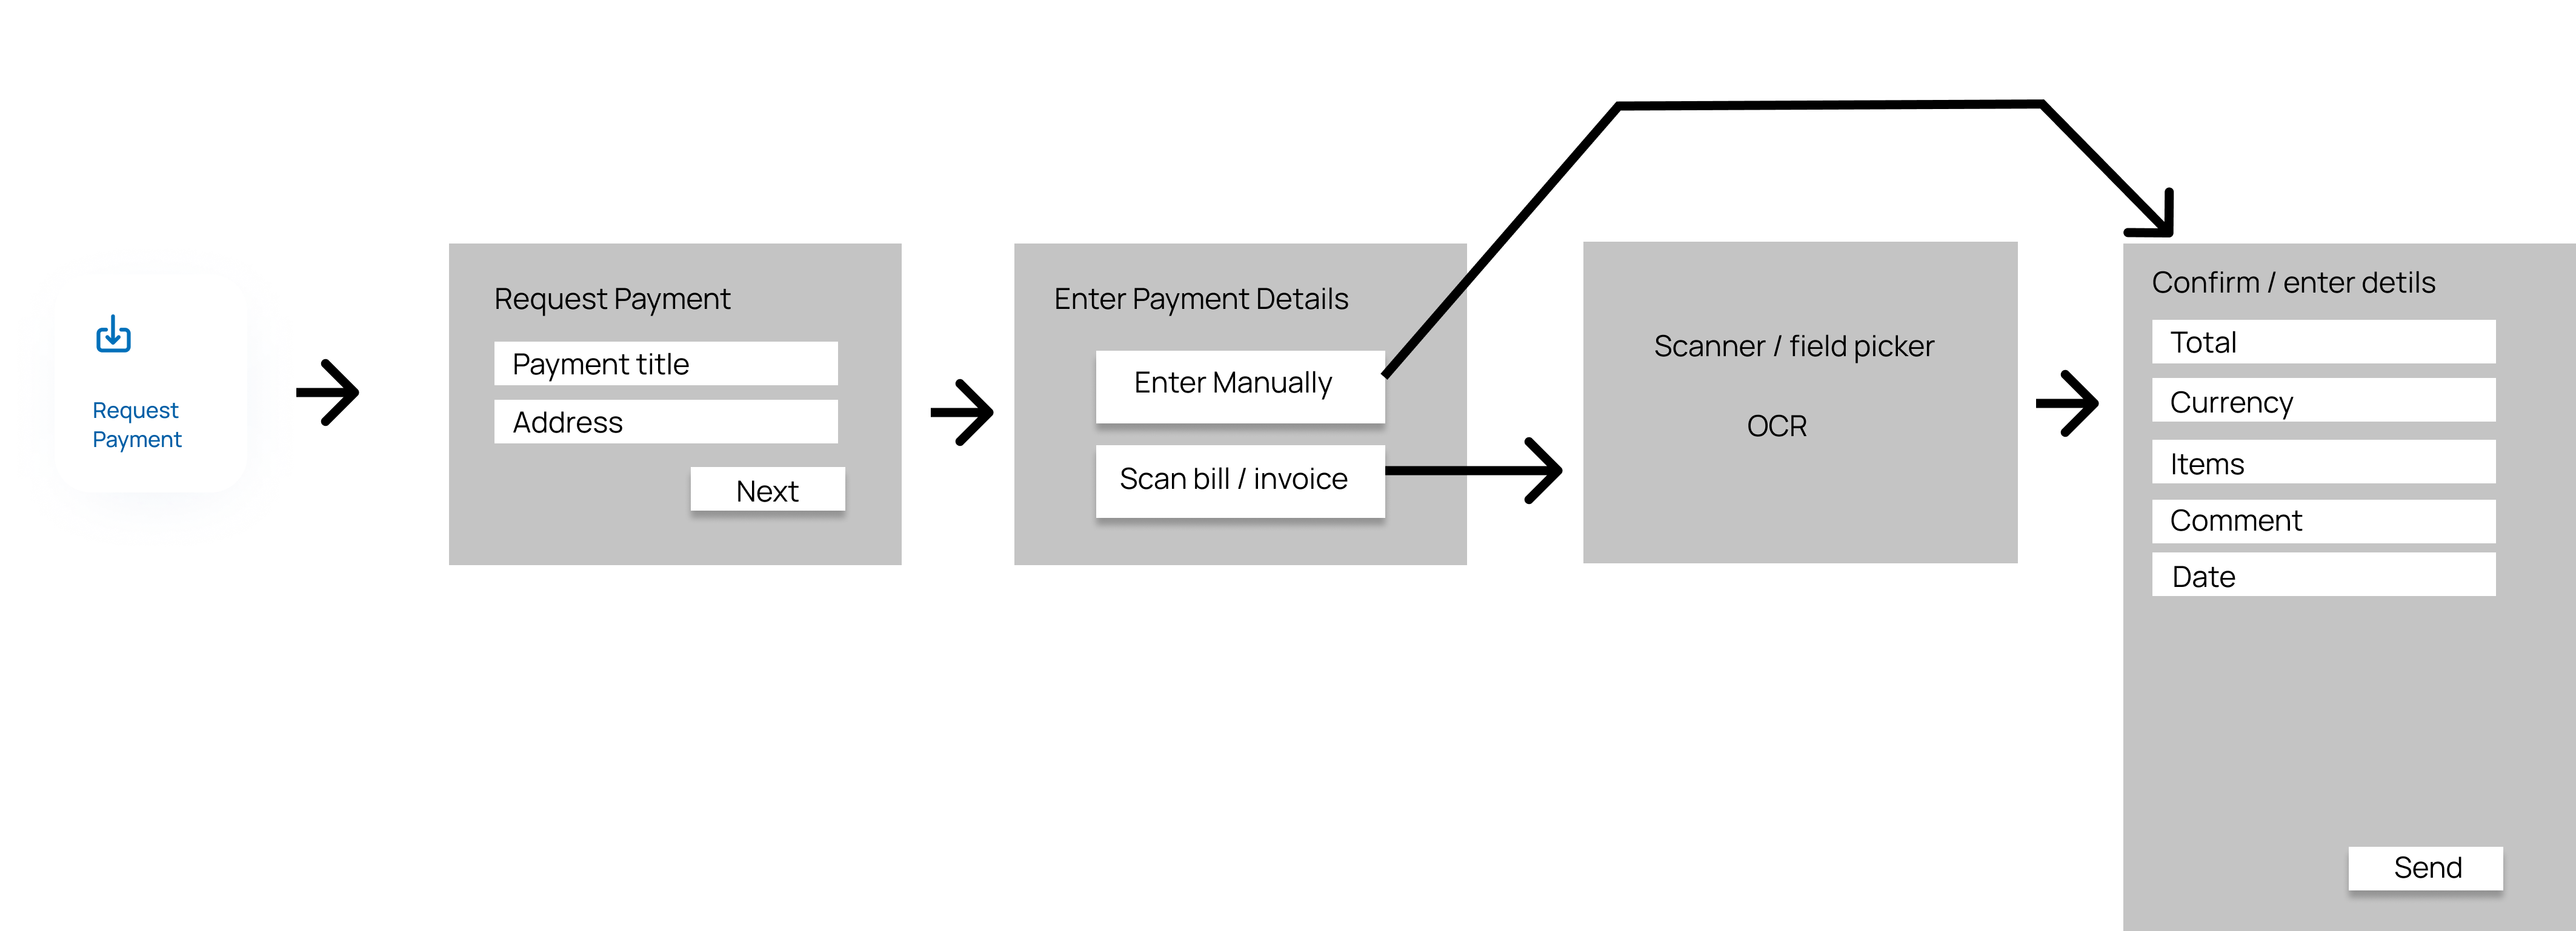 Request
Payment
Request Payment
Payment title
Address
Next
Enter Payment Details
Enter Manually
Scan bill / invoice
Scanner / field picker
OCR
Confirm / enter detils
Total
Currency
Items
Comment
Date
Send